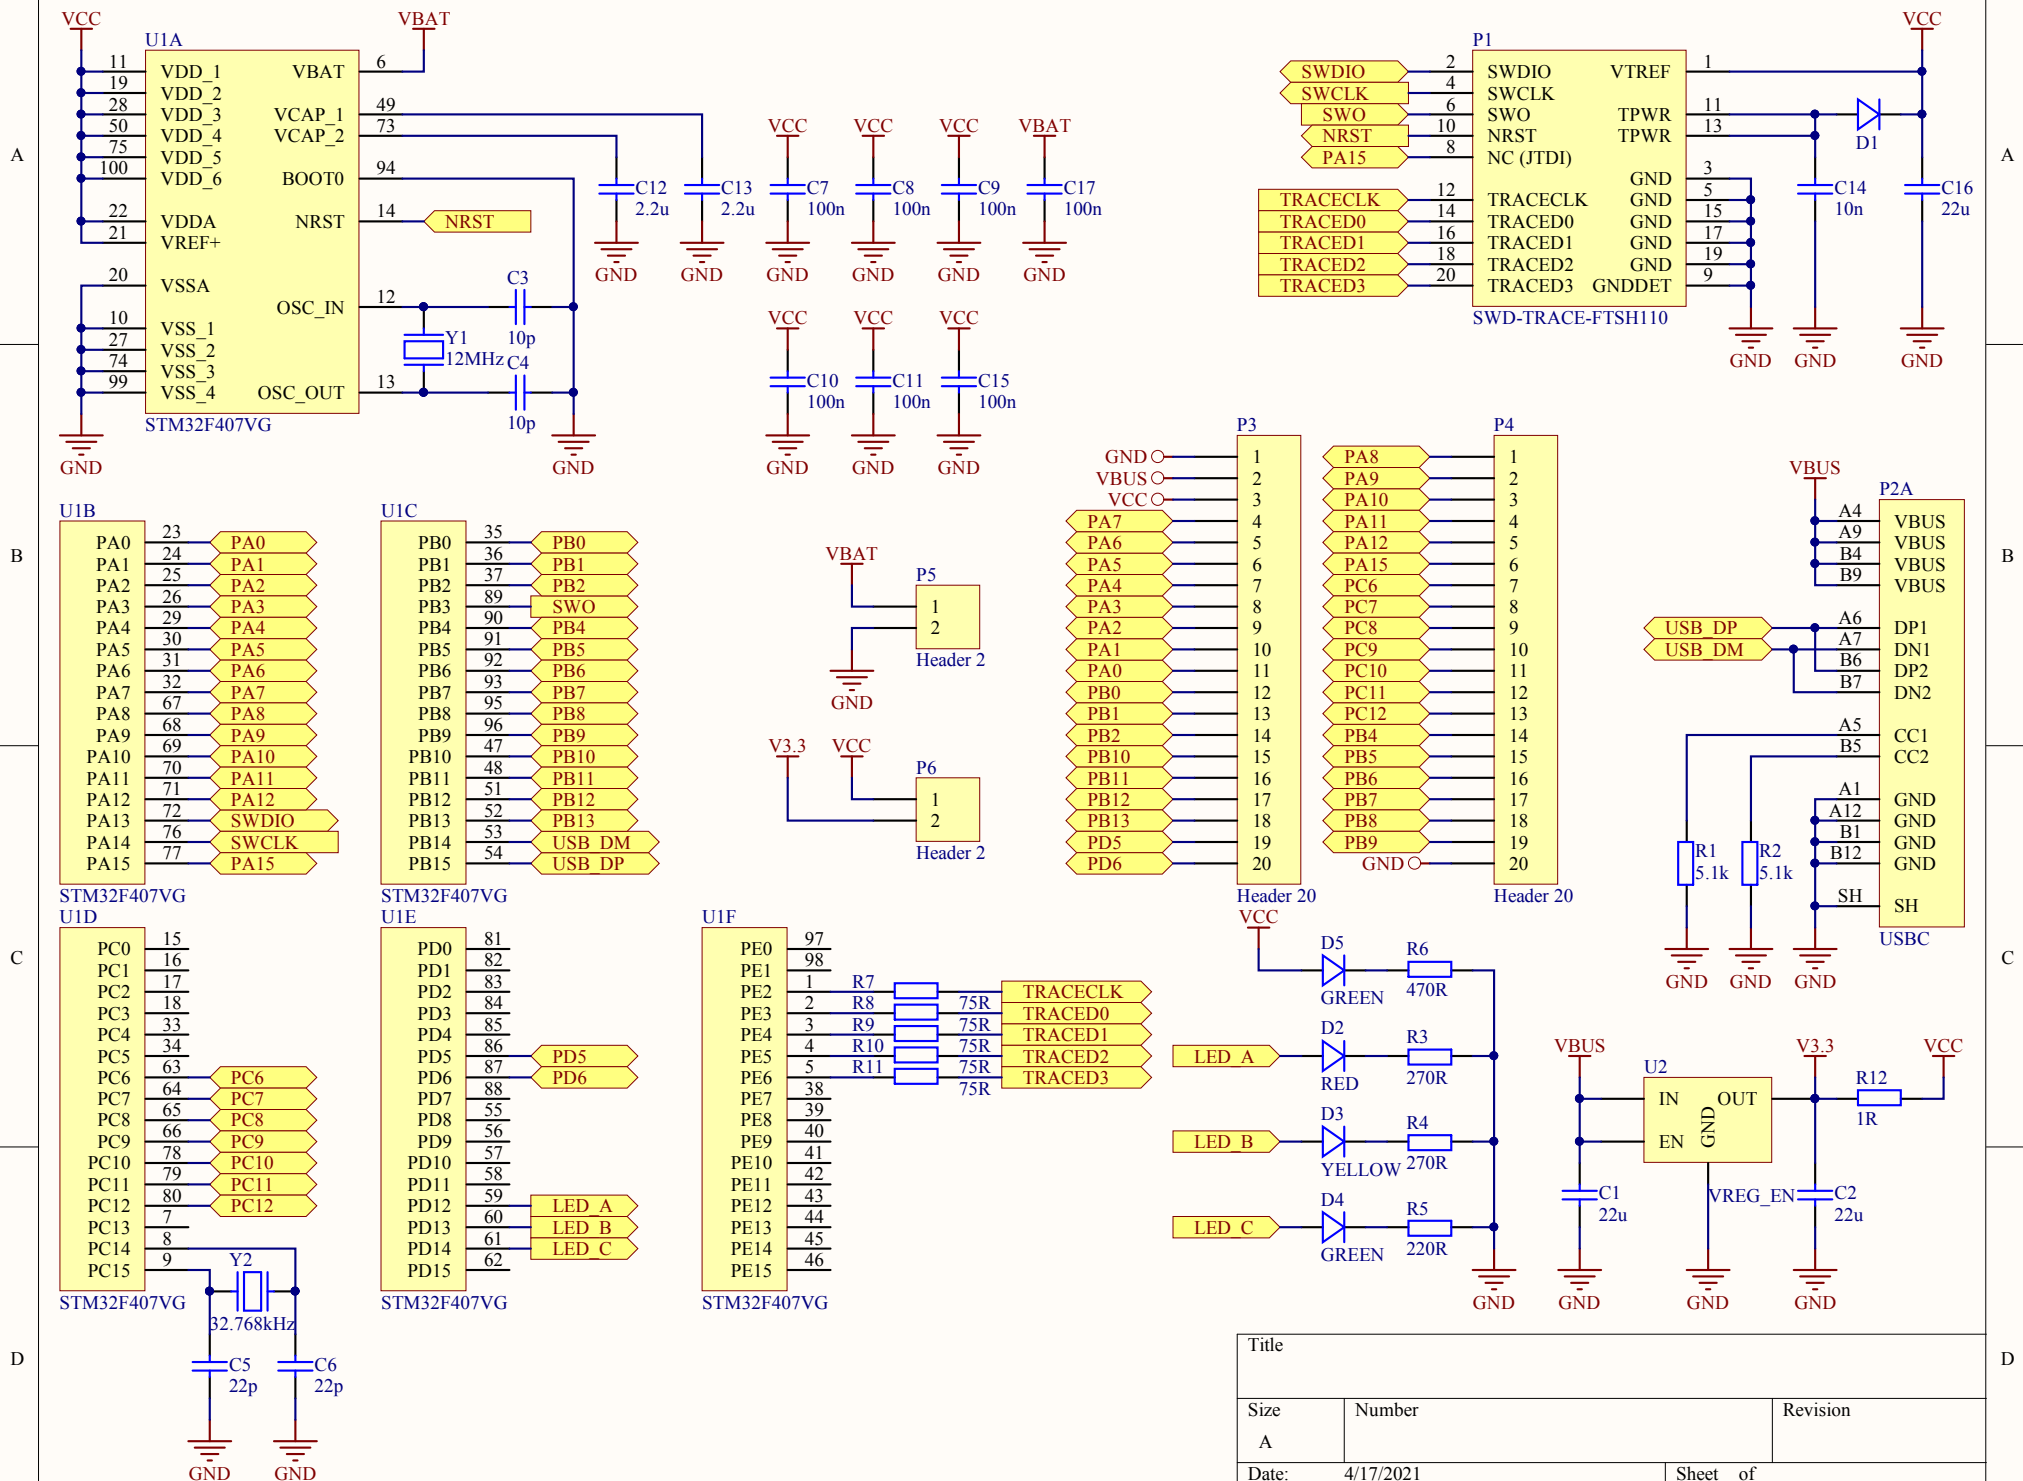 VCC
VBAT
U1A
11 VDD_1
19 VDD_2
28 VDD_3
50 VDD_4
75 VDD_5
100 VDD_6
22 VDDA
21 VREF+
20 VSSA
10 VSS_1
27 VSS_2
74 VSS_3
99 VSS_4
VBAT 6
VCAP_1 49
VCAP_2 73
BOOT0 94
NRST 14 NRST
OSC_IN 12
OSC_OUT 13
STM32F407VG
GND
C3
10p
Y1
12MHz
C4
10p
GND
C12
2.2u
GND
C13
2.2u
GND
VCC
C7
100n
GND
VCC
C8
100n
GND
VCC
C9
100n
GND
VBAT
C17
100n
GND
VCC
C10
100n
GND
VCC
C11
100n
GND
VCC
C15
100n
GND
P1
SWDIO 2 SWDIO
SWCLK 4 SWCLK
SWO 6 SWO
NRST 10 NRST
PA15 8 NC (JTDI)
TRACECLK 12 TRACECLK
TRACED0 14 TRACED0
TRACED1 16 TRACED1
TRACED2 18 TRACED2
TRACED3 20 TRACED3
VTREF 1
TPWR 11
TPWR 13
GND 3
GND 5
GND 15
GND 17
GND 19
GNDDET 9
SWD-TRACE-FTSH110
VCC
D1
C14
10n
C16
22u
GND
GND
GND
U1B
PA0 23 PA0
PA1 24 PA1
PA2 25 PA2
PA3 26 PA3
PA4 29 PA4
PA5 30 PA5
PA6 31 PA6
PA7 32 PA7
PA8 67 PA8
PA9 68 PA9
PA10 69 PA10
PA11 70 PA11
PA12 71 PA12
PA13 72 SWDIO
PA14 76 SWCLK
PA15 77 PA15
STM32F407VG
U1C
PB0 35 PB0
PB1 36 PB1
PB2 37 PB2
PB3 89 SWO
PB4 90 PB4
PB5 91 PB5
PB6 92 PB6
PB7 93 PB7
PB8 95 PB8
PB9 96 PB9
PB10 47 PB10
PB11 48 PB11
PB12 51 PB12
PB13 52 PB13
PB14 53 USB_DM
PB15 54 USB_DP
STM32F407VG
VBAT
P5
1
2
Header 2
GND
V3.3
VCC
P6
1
2
Header 2
P3
GND 1
VBUS 2
VCC 3
PA7 4
PA6 5
PA5 6
PA4 7
PA3 8
PA2 9
PA1 10
PA0 11
PB0 12
PB1 13
PB2 14
PB10 15
PB11 16
PB12 17
PB13 18
PD5 19
PD6 20
Header 20
P4
PA8 1
PA9 2
PA10 3
PA11 4
PA12 5
PA15 6
PC6 7
PC7 8
PC8 9
PC9 10
PC10 11
PC11 12
PC12 13
PB4 14
PB5 15
PB6 16
PB7 17
PB8 18
PB9 19
GND 20
Header 20
VBUS
P2A
A4 VBUS
A9 VBUS
B4 VBUS
B9 VBUS
USB_DP A6 DP1
USB_DM A7 DN1
B6 DP2
B7 DN2
A5 CC1
B5 CC2
A1 GND
A12 GND
B1 GND
B12 GND
SH SH
USBC
R1
5.1k
R2
5.1k
GND
GND
GND
U1D
PC0 15
PC1 16
PC2 17
PC3 18
PC4 33
PC5 34
PC6 63 PC6
PC7 64 PC7
PC8 65 PC8
PC9 66 PC9
PC10 78 PC10
PC11 79 PC11
PC12 80 PC12
PC13 7
PC14 8
PC15 9
STM32F407VG
Y2
32.768kHz
C5
22p
C6
22p
GND
GND
U1E
PD0 81
PD1 82
PD2 83
PD3 84
PD4 85
PD5 86 PD5
PD6 87 PD6
PD7 88
PD8 55
PD9 56
PD10 57
PD11 58
PD12 59 LED_A
PD13 60 LED_B
PD14 61 LED_C
PD15 62
STM32F407VG
U1F
PE0 97
PE1 98
PE2 1 R7 75R TRACECLK
PE3 2 R8 75R TRACED0
PE4 3 R9 75R TRACED1
PE5 4 R10 75R TRACED2
PE6 5 R11 75R TRACED3
PE7 38
PE8 39
PE9 40
PE10 41
PE11 42
PE12 43
PE13 44
PE14 45
PE15 46
STM32F407VG
VCC
D5 R6
GREEN 470R
D2 R3
LED_A
RED 270R
D3 R4
LED_B
YELLOW 270R
D4 R5
LED_C
GREEN 220R
GND
VBUS
U2
IN OUT
EN
GND
VREG_EN
C1
22u
V3.3
VCC
R12
1R
C2
22u
GND
GND
GND
A
B
C
D
A
B
C
D
Title
Size
A
Number
Revision
Date: 4/17/2021
Sheet of